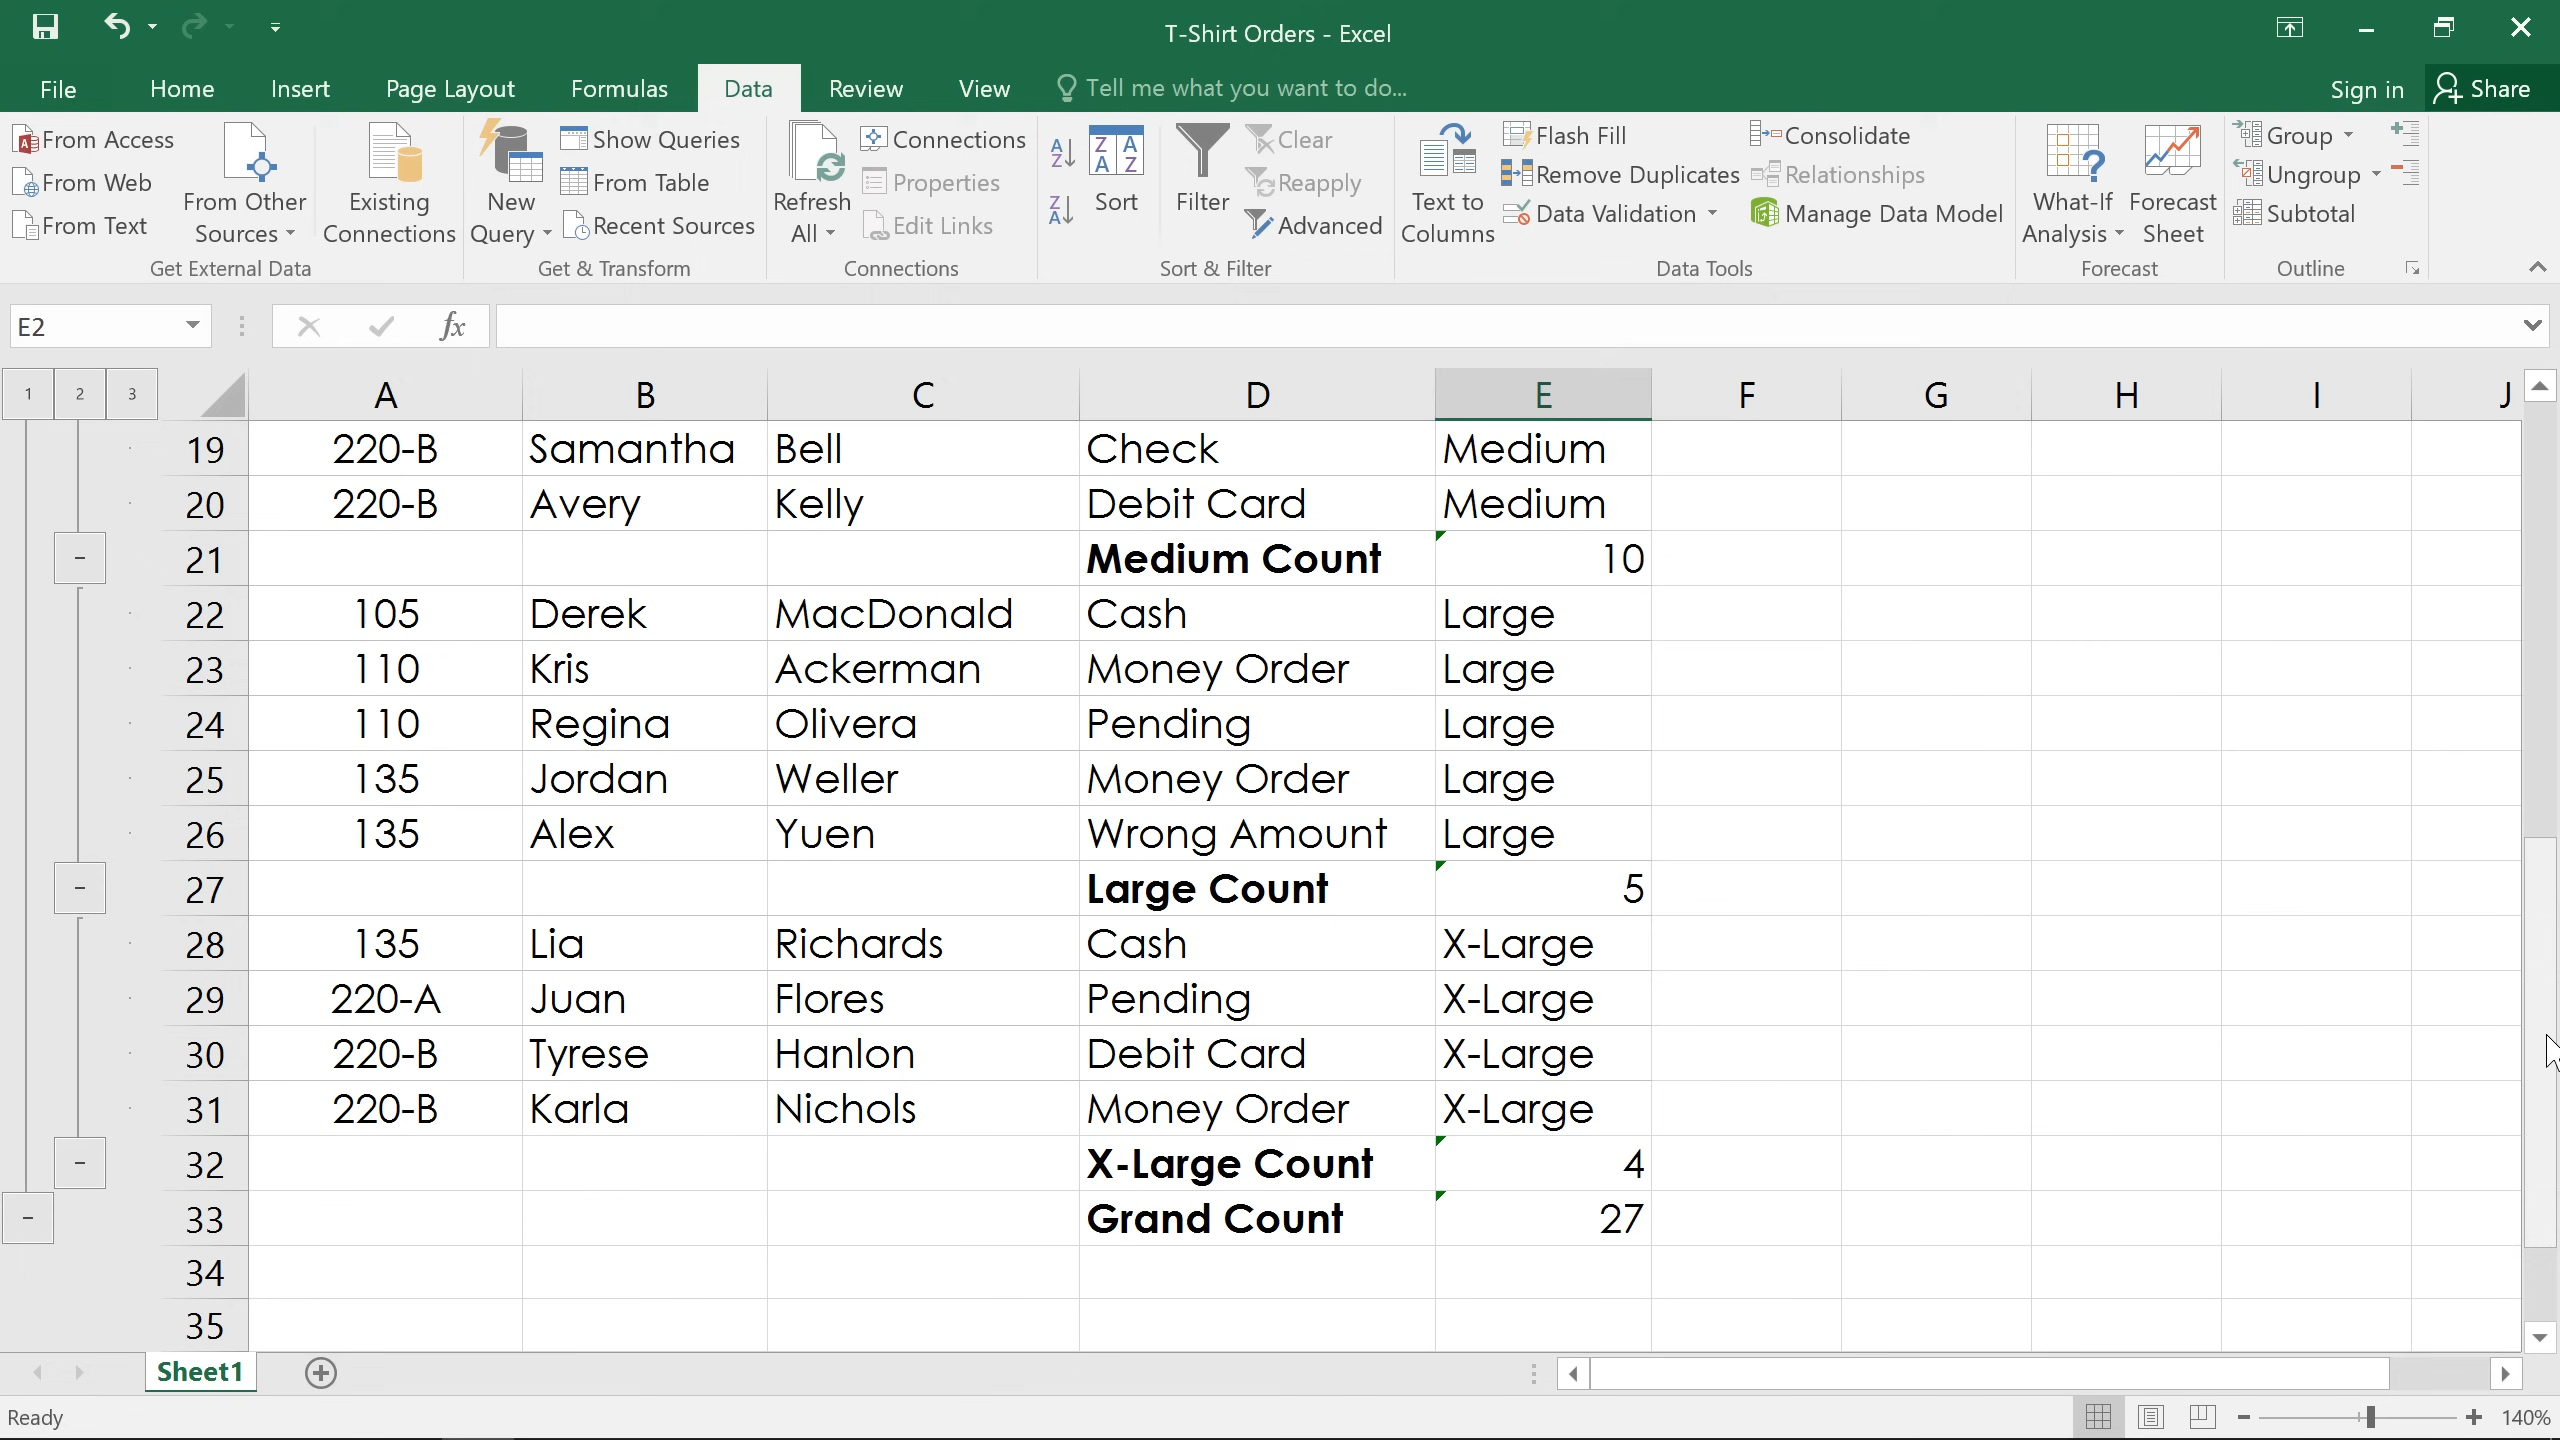 T-Shirt Orders - Excel
File Home Insert Page Layout Formulas Data Review View Tell me what you want to do... Sign in Share
From Access
From Web
From Text
From Other Sources
Existing Connections
Get External Data
New Query
Show Queries
From Table
Recent Sources
Get & Transform
Refresh All
Connections
Properties
Edit Links
Connections
A Z
Z A
Z A A Z
Sort
Filter
Clear
Reapply
Advanced
Sort & Filter
Text to Columns
Flash Fill
Remove Duplicates
Data Validation
Consolidate
Relationships
Manage Data Model
Data Tools
What-If Analysis
Forecast Sheet
Forecast
Group
Ungroup
Subtotal
Outline
E2 fx
1 2 3 A B C D E F G H I J
19 220-B Samantha Bell Check Medium
20 220-B Avery Kelly Debit Card Medium
21 Medium Count 10
22 105 Derek MacDonald Cash Large
23 110 Kris Ackerman Money Order Large
24 110 Regina Olivera Pending Large
25 135 Jordan Weller Money Order Large
26 135 Alex Yuen Wrong Amount Large
27 Large Count 5
28 135 Lia Richards Cash X-Large
29 220-A Juan Flores Pending X-Large
30 220-B Tyrese Hanlon Debit Card X-Large
31 220-B Karla Nichols Money Order X-Large
32 X-Large Count 4
33 Grand Count 27
34
35
Sheet1
Ready 140%